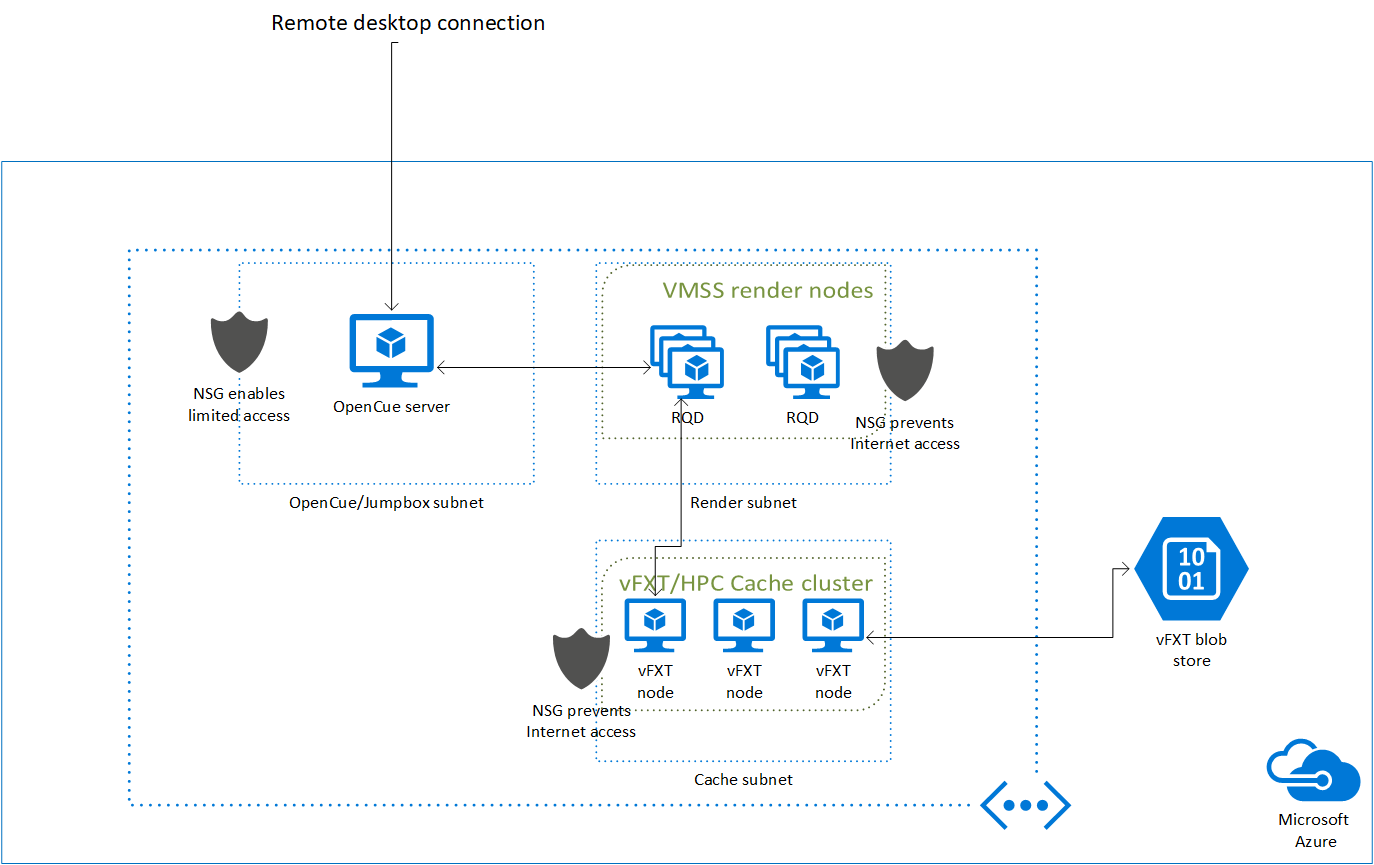 Remote desktop connection
VMSS render nodes
NSG enables
limited access
OpenCue server
RQD
RQD
NSG prevents
Internet access
OpenCue/Jumpbox subnet
Render subnet
vFXT/HPC Cache cluster
10
01
vFXT blob
store
vFXT
node
vFXT
node
vFXT
node
NSG prevents
Internet access
Cache subnet
Microsoft
Azure